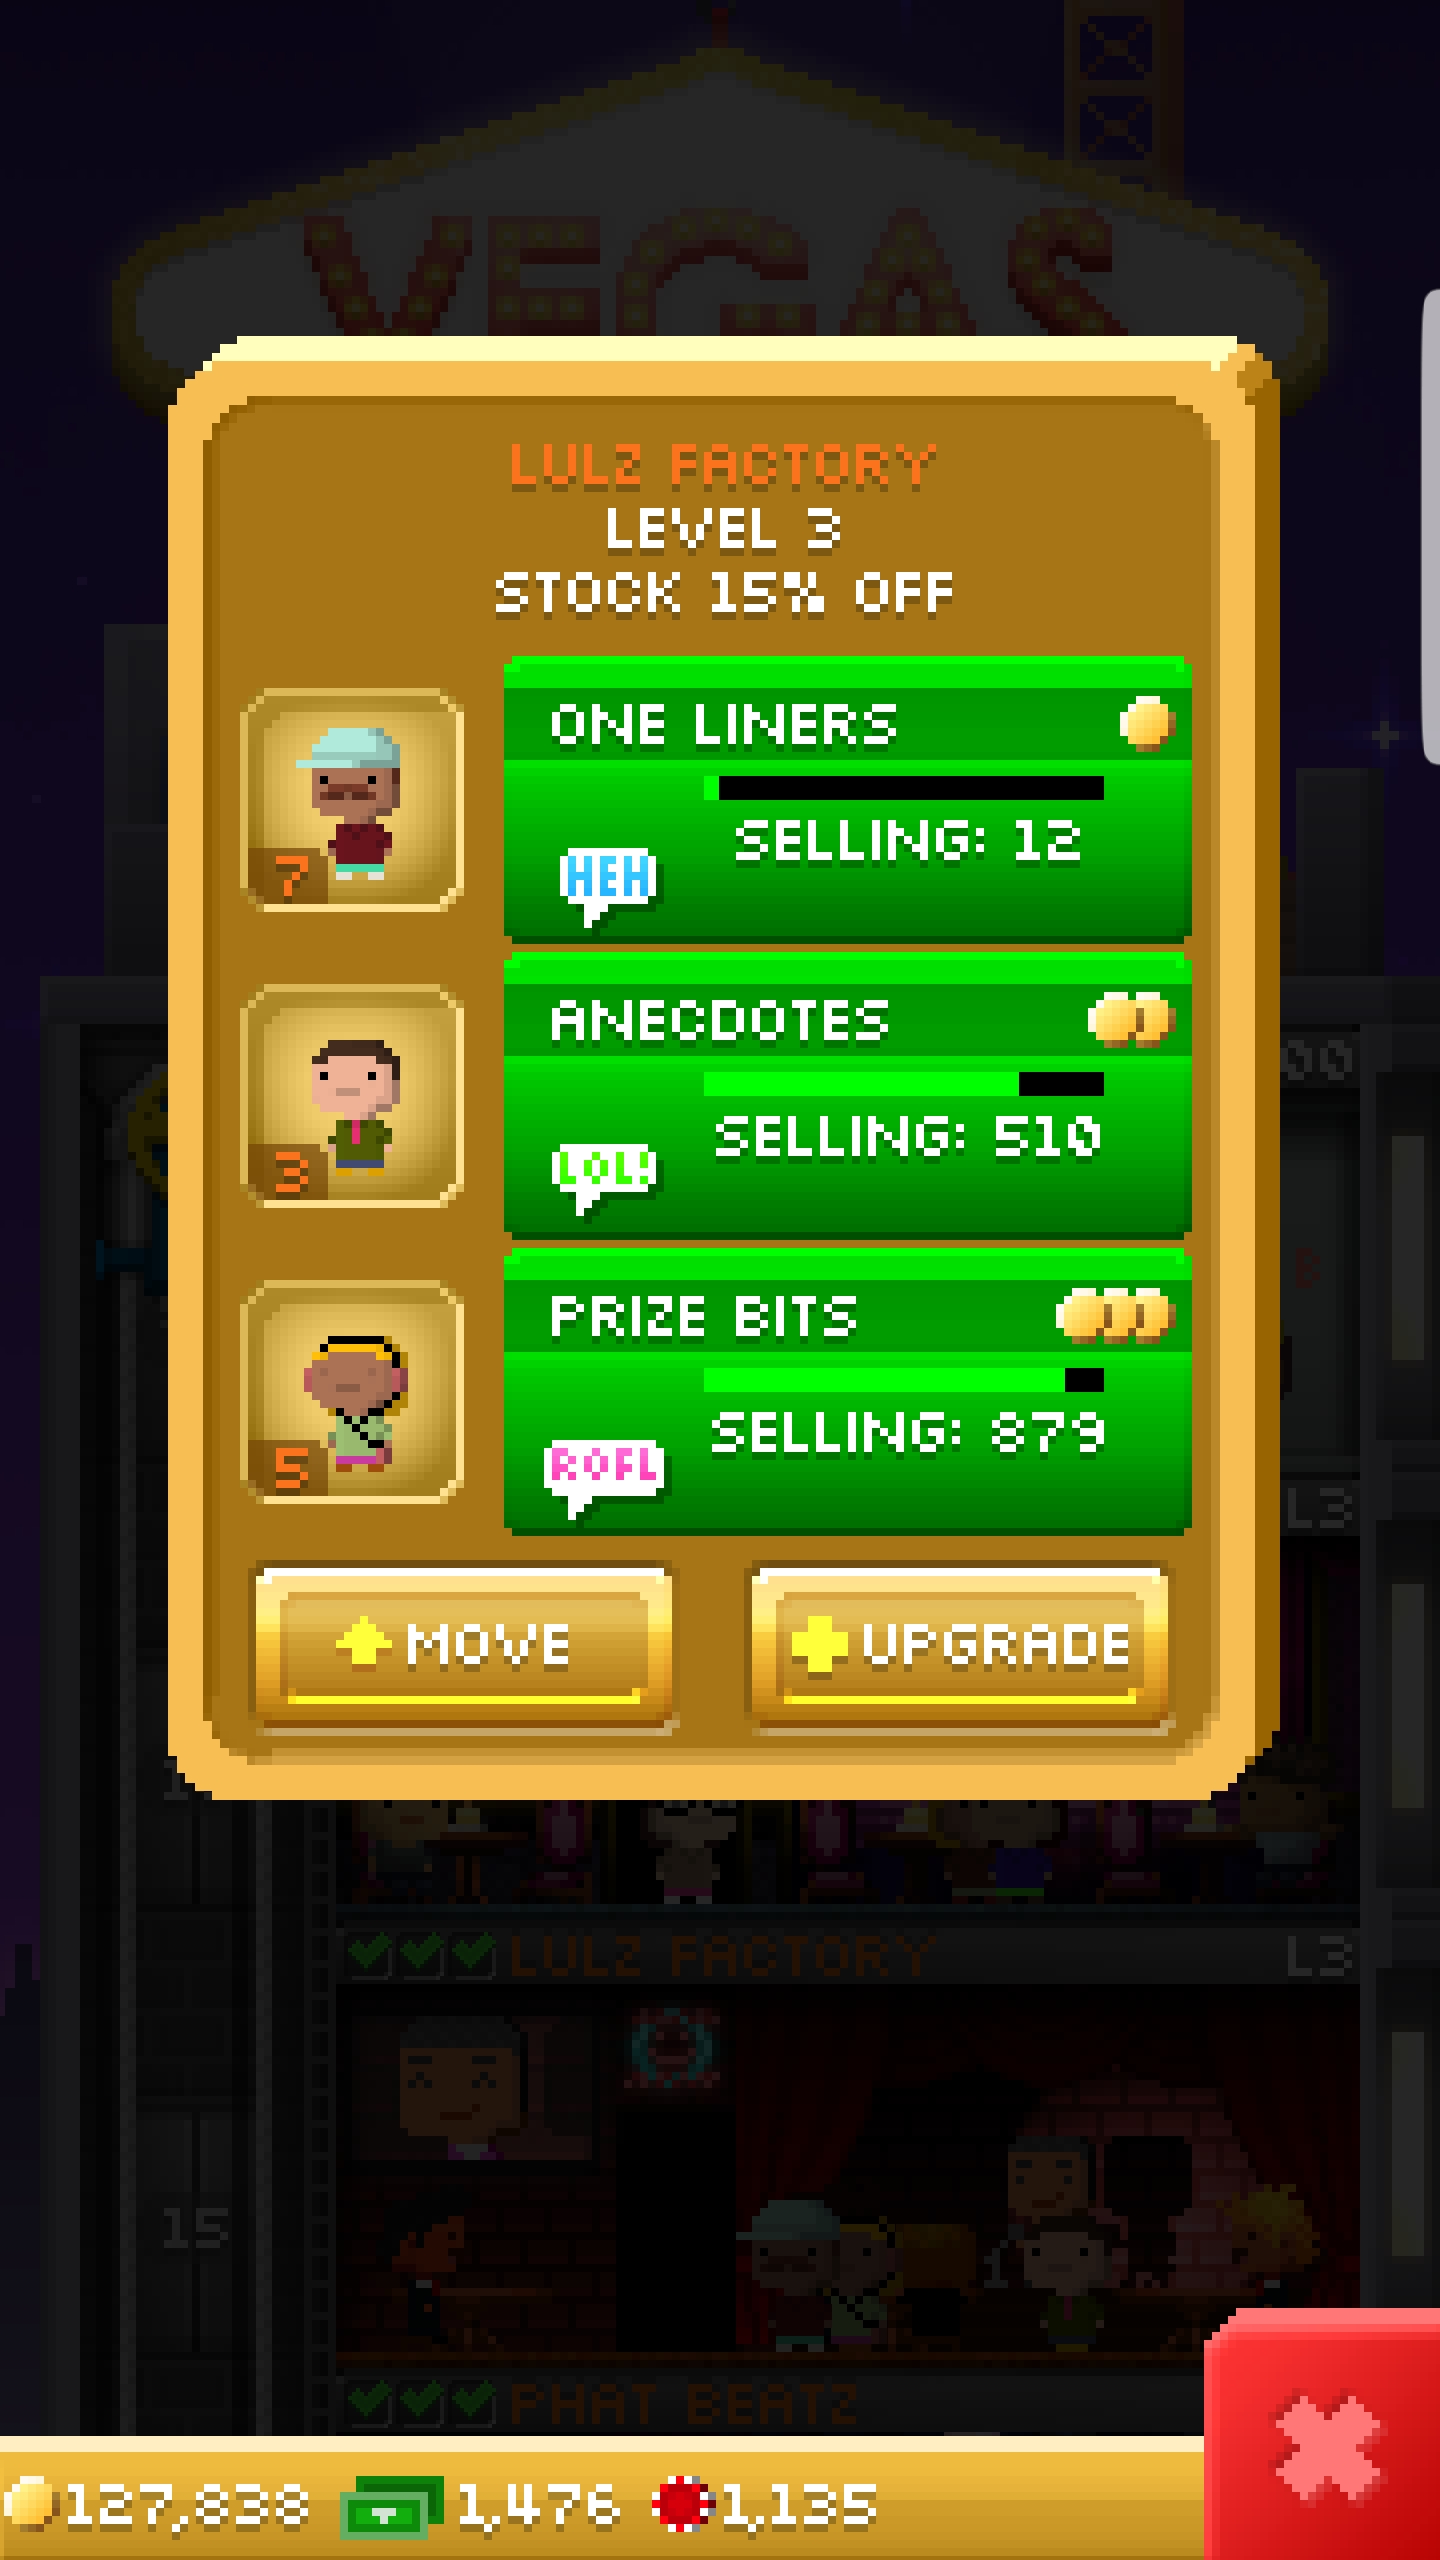 VEGAS
LULZ FACTORY
LEVEL 3
STOCK 15% OFF
ONE LINERS
7
SELLING: 12
HEH
ANECDOTES
3
SELLING: 510
LOL!
PRIZE BITS
5
SELLING: 879
ROFL
L3
MOVE
UPGRADE
LULZ FACTORY
L3
15
PHAT BEATZ
127,838
1,476
1,135